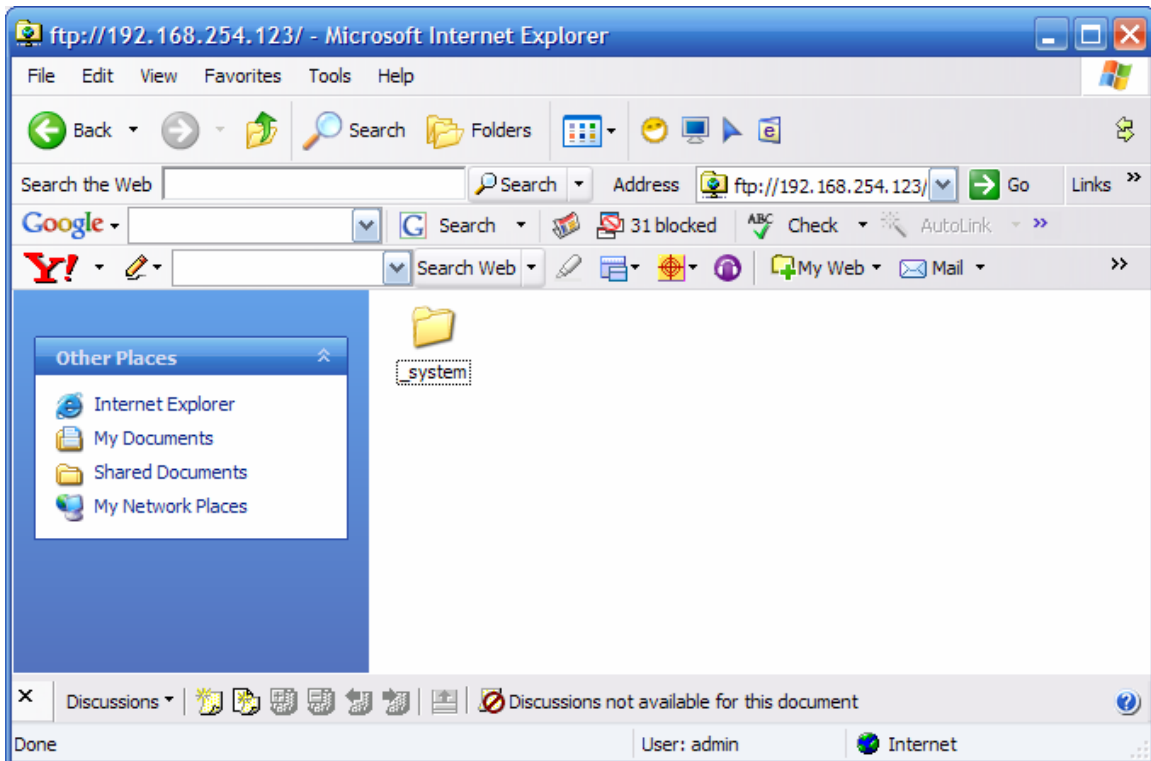 ftp://192.168.254.123/ - Microsoft Internet Explorer
File Edit View Favorites Tools Help
Back Search Folders
Search the Web Search Address ftp://192.168.254.123/ Go Links »
Google Search 31 blocked ABC Check AutoLink »
Y! Search Web My Web Mail »
Other Places
Internet Explorer
My Documents
Shared Documents
My Network Places
_system
Discussions Discussions not available for this document
Done User: admin Internet